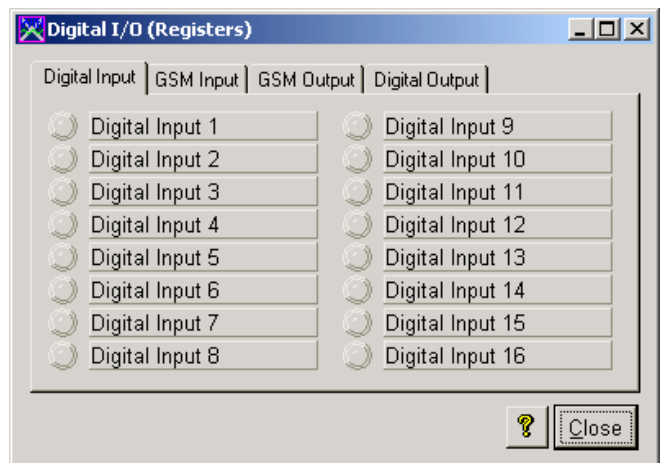 Digital I/O (Registers)
Digital Input GSM Input GSM Output Digital Output
Digital Input 1
Digital Input 2
Digital Input 3
Digital Input 4
Digital Input 5
Digital Input 6
Digital Input 7
Digital Input 8
Digital Input 9
Digital Input 10
Digital Input 11
Digital Input 12
Digital Input 13
Digital Input 14
Digital Input 15
Digital Input 16
? Close